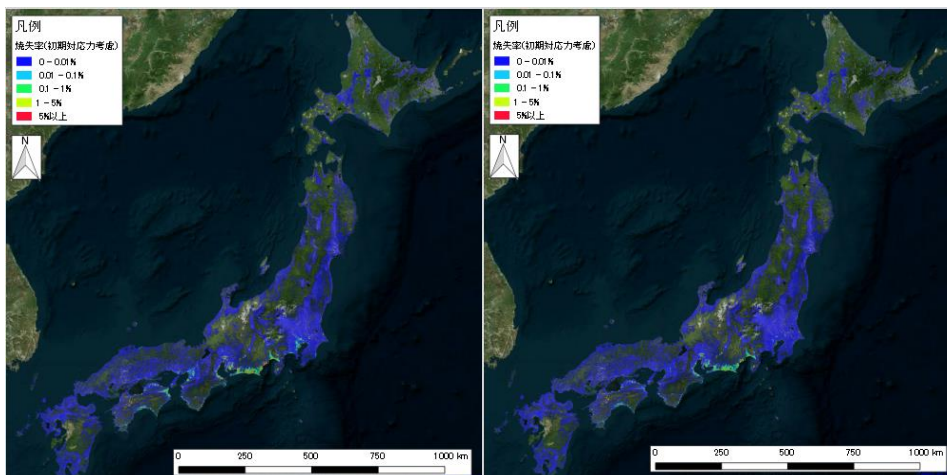 凡例
焼失率(初期対応力考慮)
0 - 0.01%
0.01 - 0.1%
0.1 - 1%
1 - 5%
5%以上
N
0 250 500 750 1000 km
凡例
焼失率(初期対応力考慮)
0 - 0.01%
0.01 - 0.1%
0.1 - 1%
1 - 5%
5%以上
N
0 250 500 750 1000 km